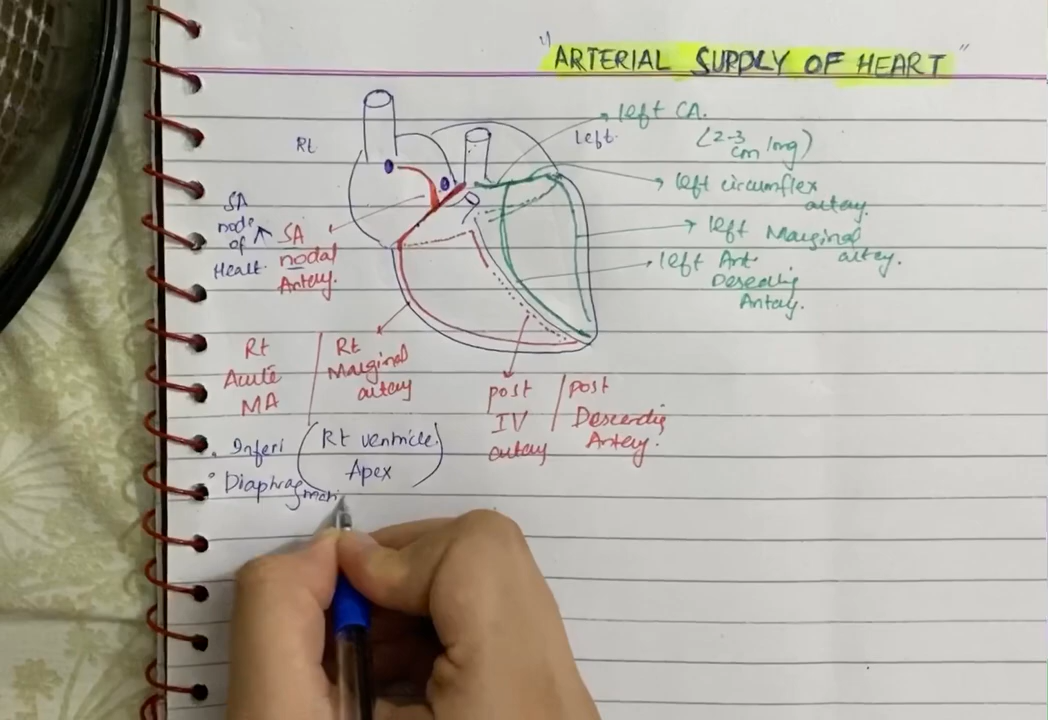 1) "ARTERIAL SUPPLY OF HEART"
left CA.
(2-3 cm long)
Rt
left.
left circumflex
artery.
left Marginal
artery.
left Ant.
Descending
Artery.
SA
node
of
Heart.
SA
nodal
Artery.
Rt
Acute
MA
Rt
Marginal
artery
post
IV
artery
post
Descending
Artery.
. Inferi
Rt ventricle.
Apex
. Diaphragmati